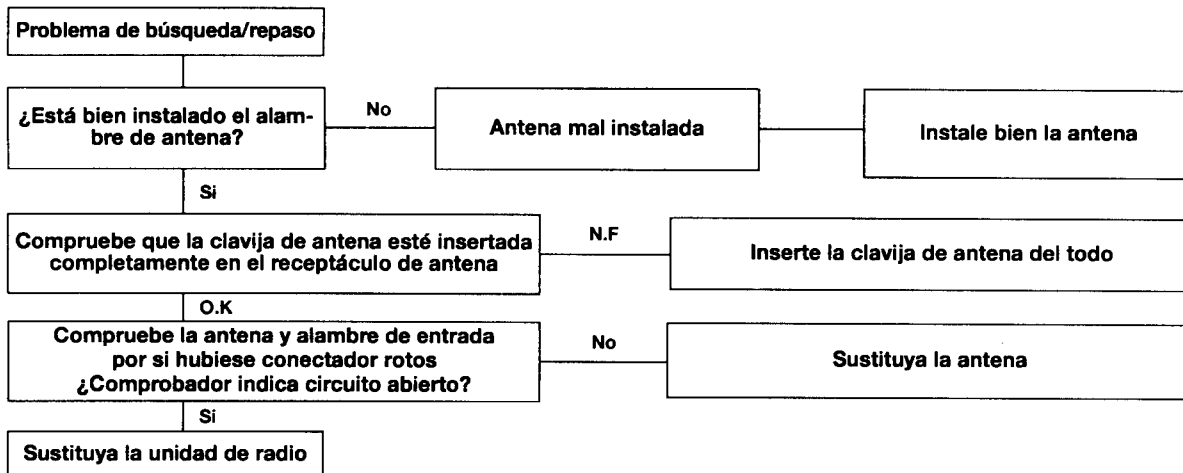 Problema de búsqueda/repaso
¿Está bien instalado el alam-
bre de antena?
No
Antena mal instalada
Instale bien la antena
Si
Compruebe que la clavija de antena esté insertada
completamente en el receptáculo de antena
N.F
Inserte la clavija de antena del todo
O.K
Compruebe la antena y alambre de entrada
por si hubiese conectador rotos
¿Comprobador indica circuito abierto?
No
Sustituya la antena
Si
Sustituya la unidad de radio